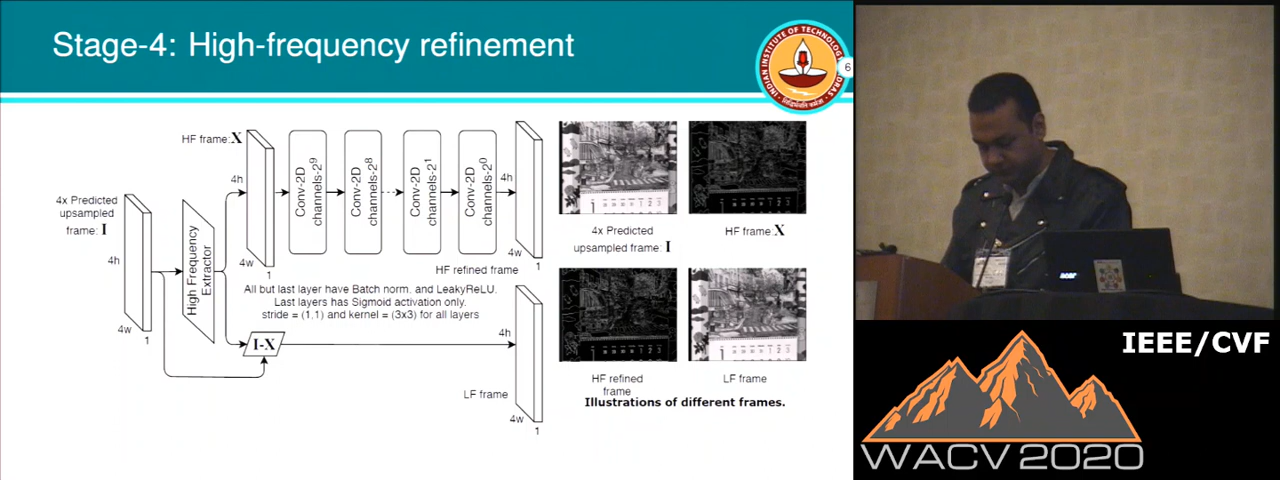 Stage-4: High-frequency refinement
INDIAN INSTITUTE OF TECHNOLOGY
6
HF frame:X
4h
4w
1
Conv-2D
channels-2^9
Conv-2D
channels-2^8
Conv-2D
channels-2^1
Conv-2D
channels-2^0
4h
4w
1
HF refined frame
4x Predicted
upsampled
frame: I
4h
4w
1
High Frequency
Extractor
All but last layer have Batch norm. and LeakyReLU.
Last layers has Sigmoid activation only.
stride = (1,1) and kernel = (3x3) for all layers
I-X
4h
LF frame
4w
1
4x Predicted
upsampled frame: I
HF frame X
HF refined
frame
LF frame
Illustrations of different frames.
acer
IEEE/CVF
WACV 2020